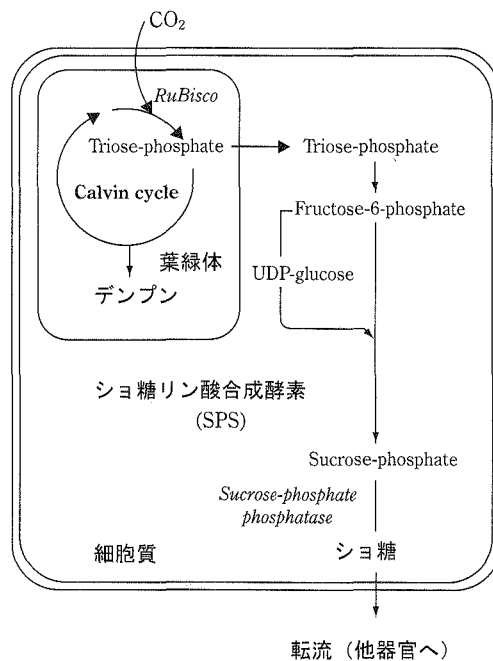 CO2
RuBisco
Triose-phosphate
Calvin cycle
葉緑体
デンプン
Triose-phosphate
Fructose-6-phosphate
UDP-glucose
ショ糖リン酸合成酵素
(SPS)
Sucrose-phosphate
Sucrose-phosphate
phosphatase
細胞質
ショ糖
転流（他器官へ）